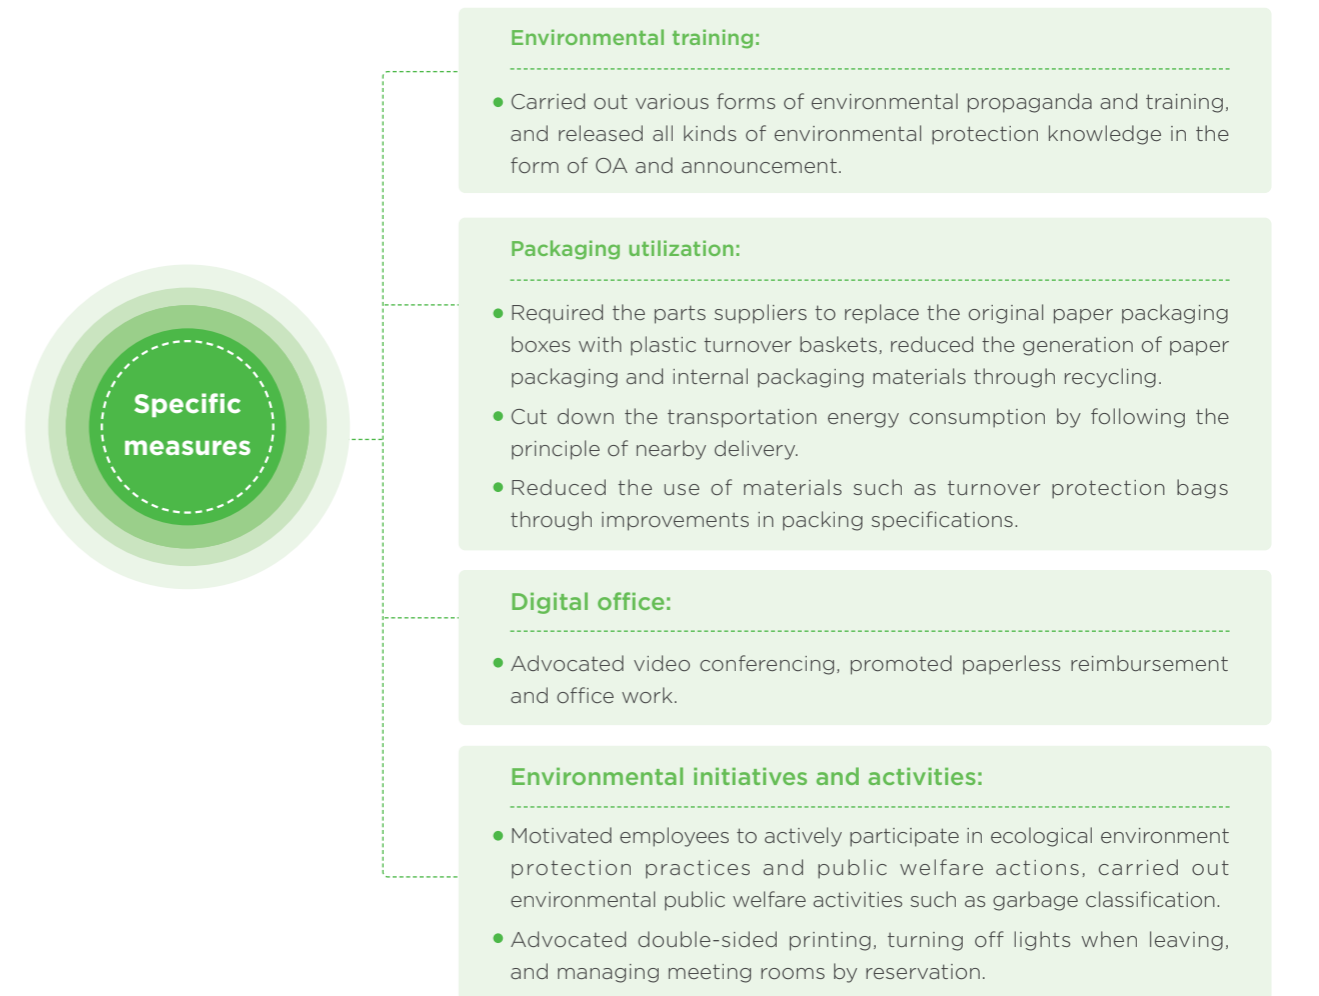 Specific
measures
Environmental training:
● Carried out various forms of environmental propaganda and training,
and released all kinds of environmental protection knowledge in the
form of OA and announcement.
Packaging utilization:
● Required the parts suppliers to replace the original paper packaging
boxes with plastic turnover baskets, reduced the generation of paper
packaging and internal packaging materials through recycling.
● Cut down the transportation energy consumption by following the
principle of nearby delivery.
● Reduced the use of materials such as turnover protection bags
through improvements in packing specifications.
Digital office:
● Advocated video conferencing, promoted paperless reimbursement
and office work.
Environmental initiatives and activities:
● Motivated employees to actively participate in ecological environment
protection practices and public welfare actions, carried out
environmental public welfare activities such as garbage classification.
● Advocated double-sided printing, turning off lights when leaving,
and managing meeting rooms by reservation.